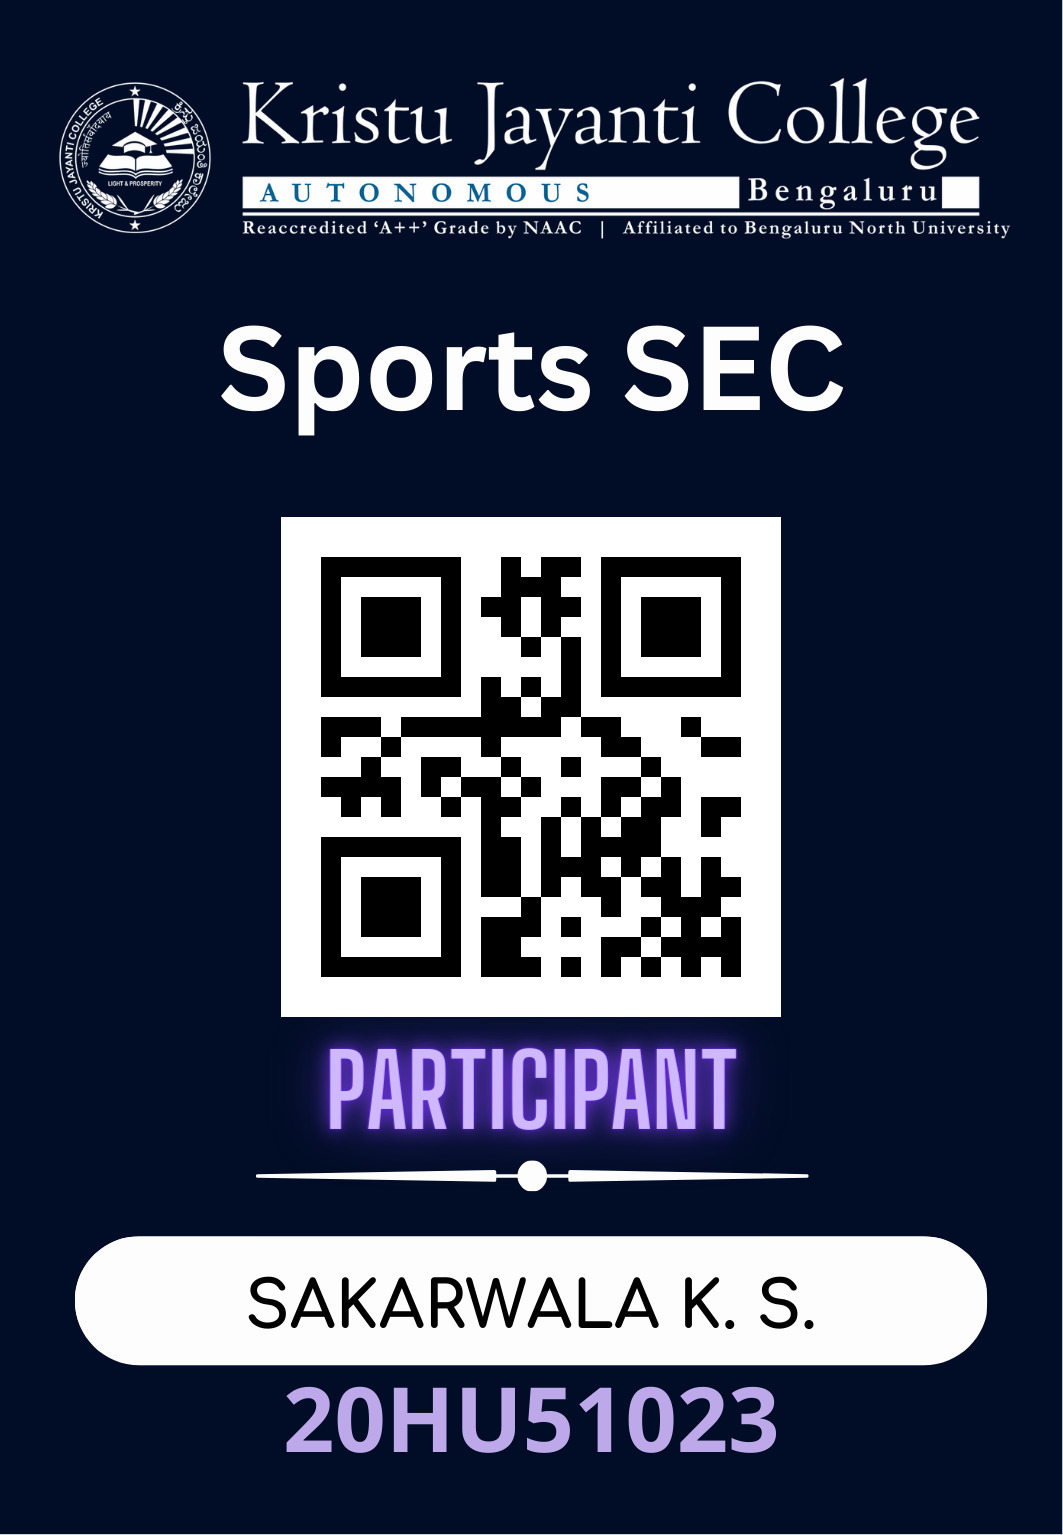 KRISTU JAYANTI COLLEGE
ಕ್ರಿಸ್ತು ಜಯಂತಿ ಕಾಲೇಜು
LIGHT & PROSPERITY
Kristu Jayanti College
AUTONOMOUS Bengaluru
Reaccredited ‘A++’ Grade by NAAC | Affiliated to Bengaluru North University
Sports SEC
PARTICIPANT
SAKARWALA K. S.
20HU51023